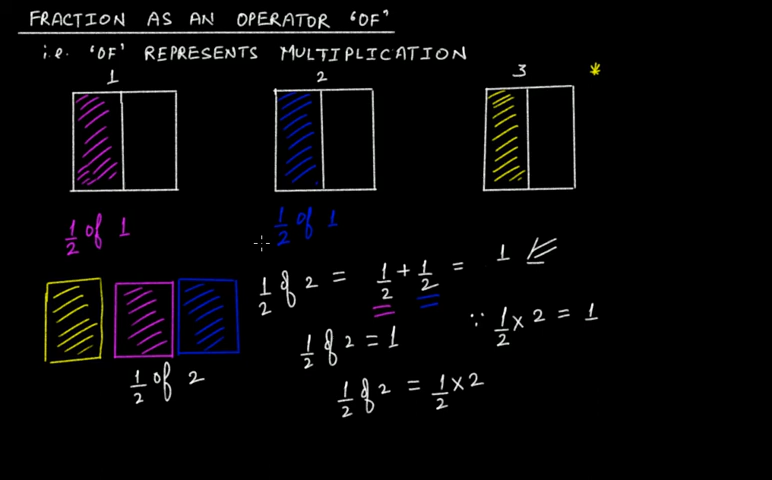 FRACTION AS AN OPERATOR 'OF'
i.e. 'OF' REPRESENTS MULTIPLICATION
1 2 3 *
1/2 of 1 1/2 of 1
1/2 of 2 = 1/2 + 1/2 = 1
1/2 of 2 = 1 ∵ 1/2 × 2 = 1
1/2 of 2 1/2 of 2 = 1/2 × 2